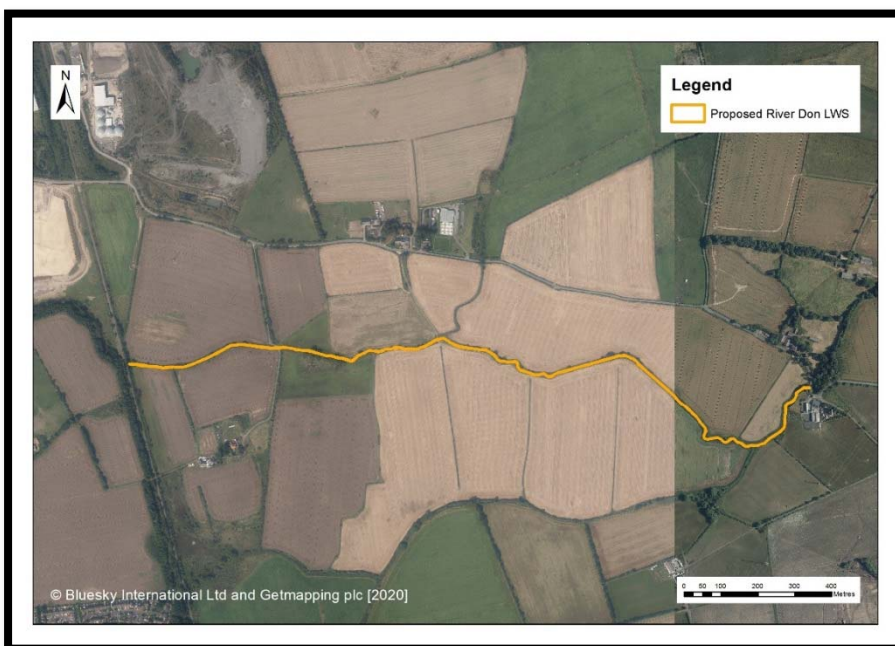 N
Legend
Proposed River Don LWS
© Bluesky International Ltd and Getmapping plc [2020]
0 50 100 200 300 400
Metres